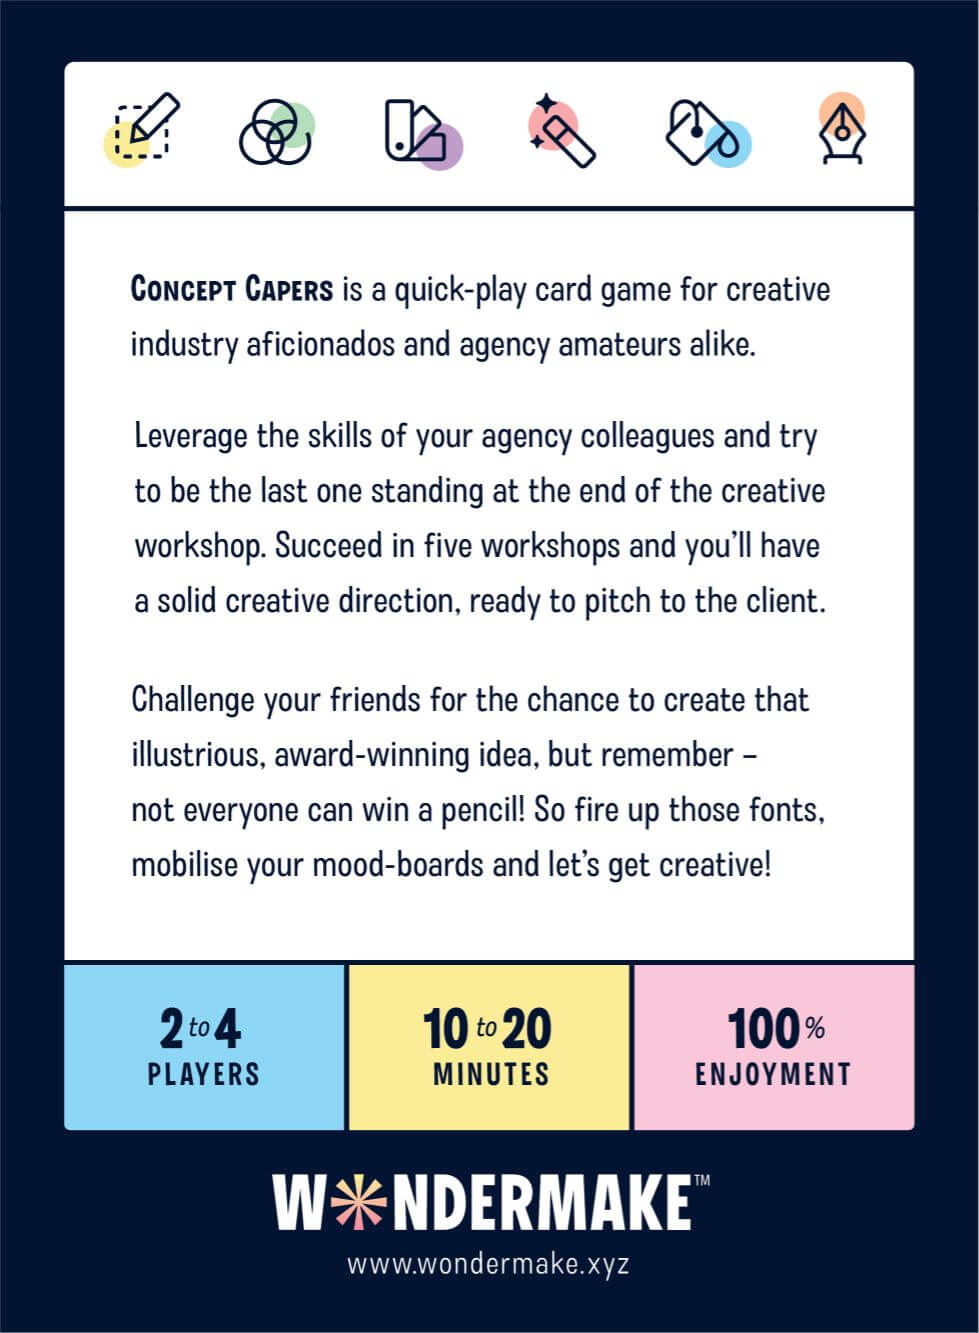 Concept Capers is a quick-play card game for creative
industry aficionados and agency amateurs alike.
Leverage the skills of your agency colleagues and try
to be the last one standing at the end of the creative
workshop. Succeed in five workshops and you'll have
a solid creative direction, ready to pitch to the client.
Challenge your friends for the chance to create that
illustrious, award-winning idea, but remember –
not everyone can win a pencil! So fire up those fonts,
mobilise your mood-boards and let's get creative!
2 to 4
PLAYERS
10 to 20
MINUTES
100%
ENJOYMENT
WONDERMAKE™
www.wondermake.xyz